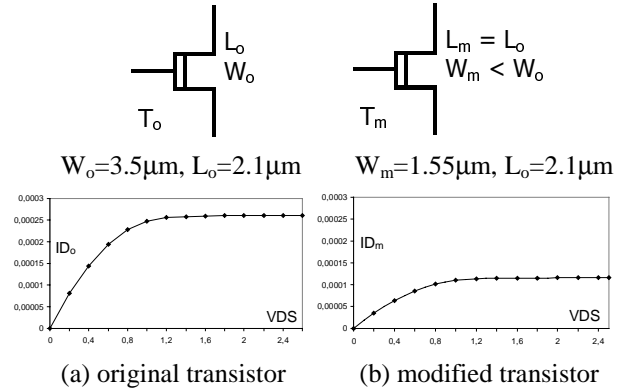 Lₒ
Wₒ
Tₒ
Lₘ = Lₒ
Wₘ < Wₒ
Tₘ
Wₒ=3.5μm, Lₒ=2.1μm
Wₘ=1.55μm, Lₒ=2.1μm
0,0003
0,00025
0,0002
0,00015
0,0001
0,00005
0
IDₒ
VDS
0 0,4 0,8 1,2 1,6 2 2,4
0,0003
0,00025
0,0002
0,00015
0,0001
0,00005
0
IDₘ
VDS
0 0,4 0,8 1,2 1,6 2 2,4
(a) original transistor
(b) modified transistor